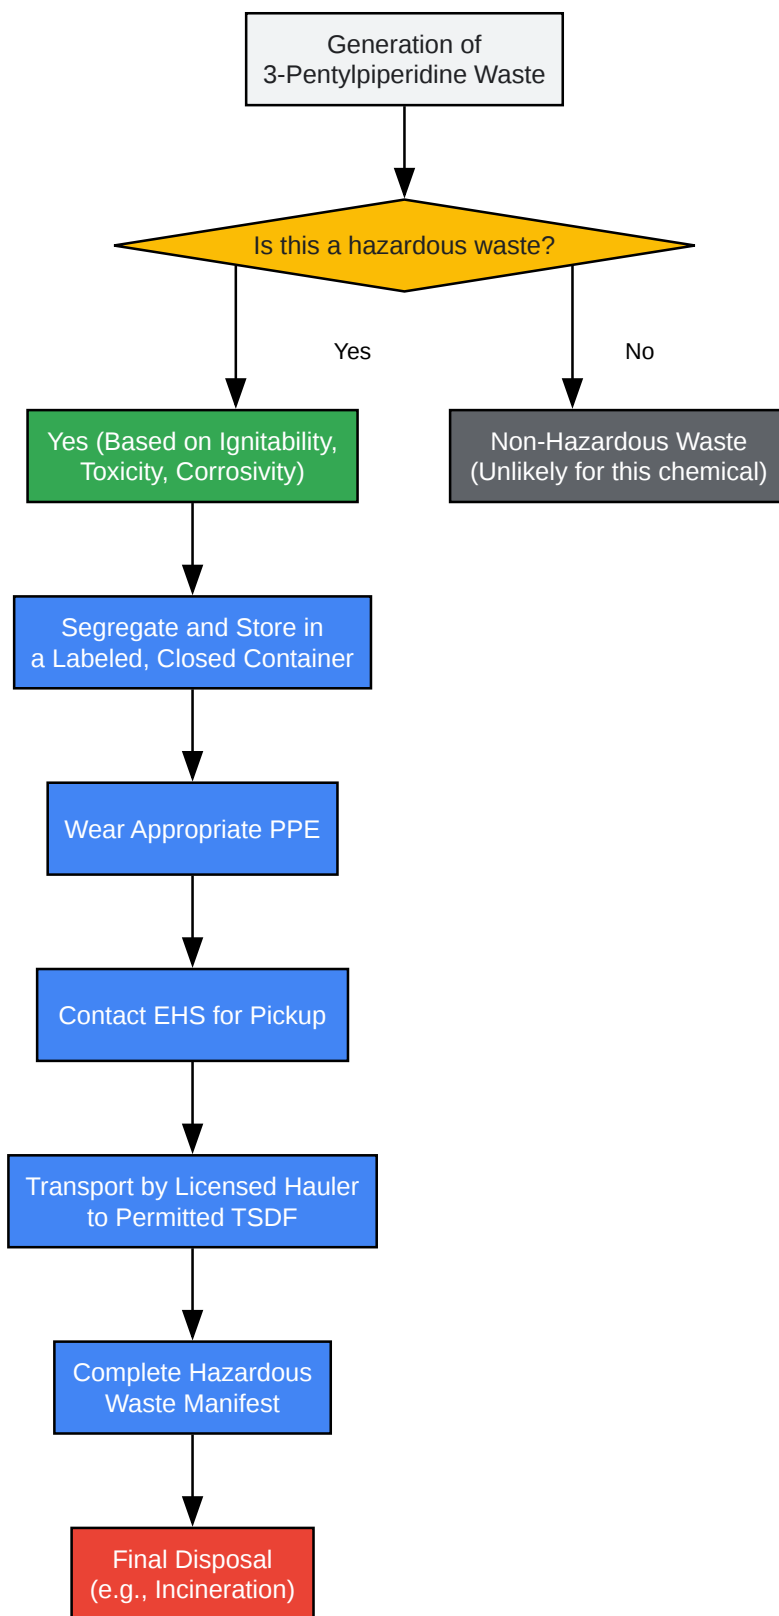 Generation of
3-Pentylpiperidine Waste
Is this a hazardous waste?
Yes
No
Yes (Based on Ignitability,
Toxicity, Corrosivity)
Non-Hazardous Waste
(Unlikely for this chemical)
Segregate and Store in
a Labeled, Closed Container
Wear Appropriate PPE
Contact EHS for Pickup
Transport by Licensed Hauler
to Permitted TSDF
Complete Hazardous
Waste Manifest
Final Disposal
(e.g., Incineration)